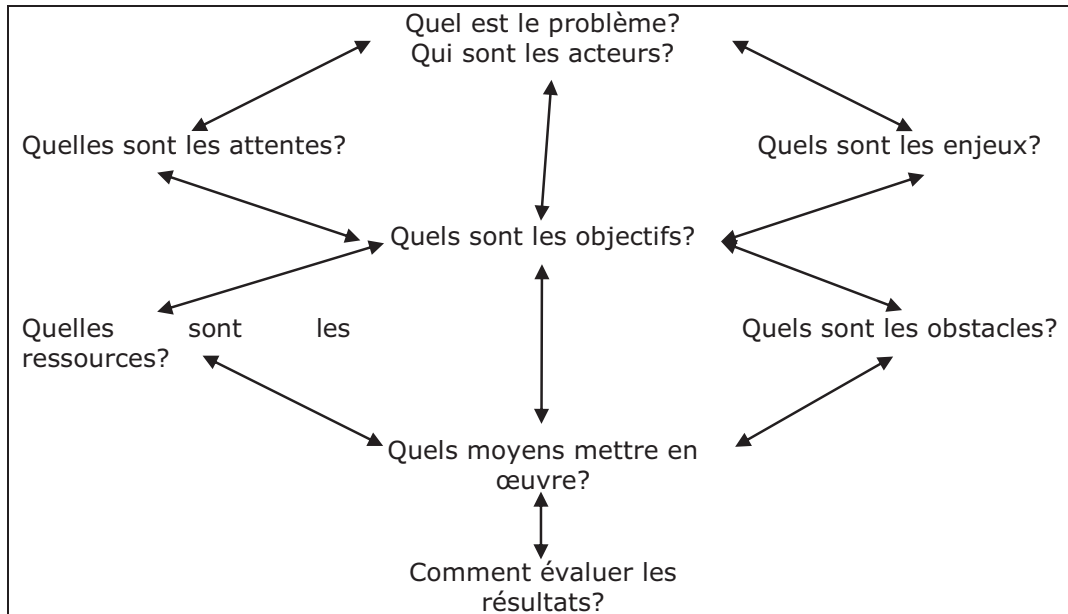 Quel est le problème?
Qui sont les acteurs?
Quelles sont les attentes?
Quels sont les enjeux?
Quels sont les objectifs?
Quelles sont les
ressources?
Quels sont les obstacles?
Quels moyens mettre en
œuvre?
Comment évaluer les
résultats?